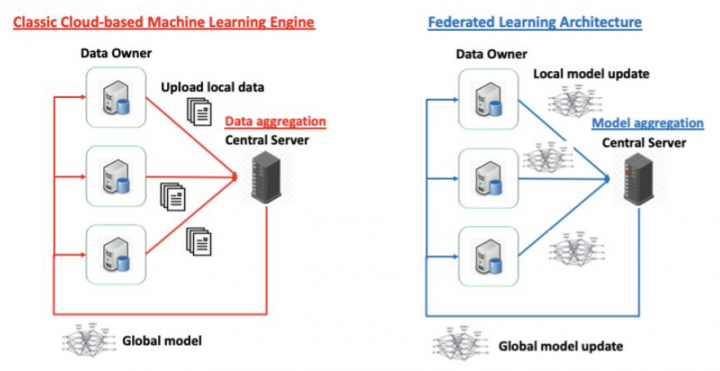 Classic Cloud-based Machine Learning Engine
Data Owner
Upload local data
Data aggregation
Central Server
Global model
Federated Learning Architecture
Data Owner
Local model update
Model aggregation
Central Server
Global model update